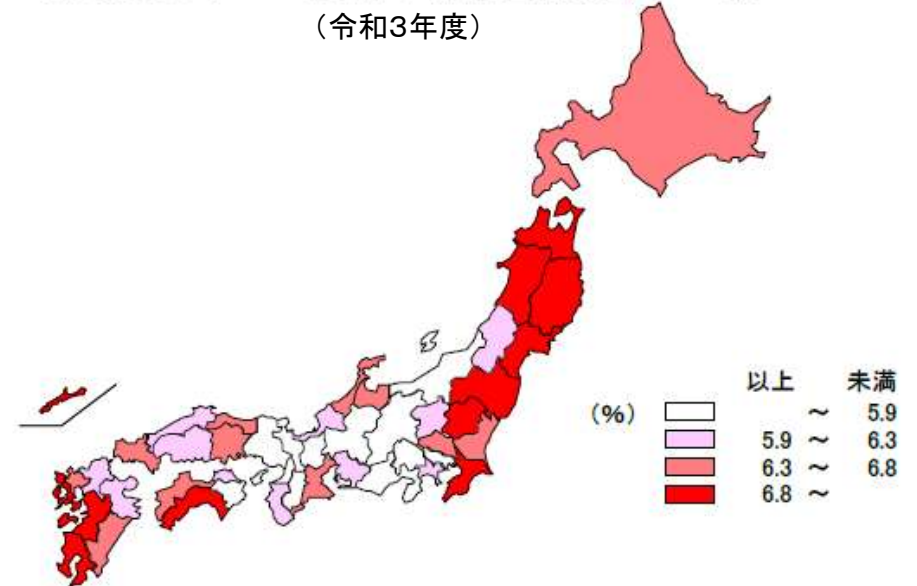 （令和3年度）
以上　未満
（%）　～　5.9
5.9　～　6.3
6.3　～　6.8
6.8　～